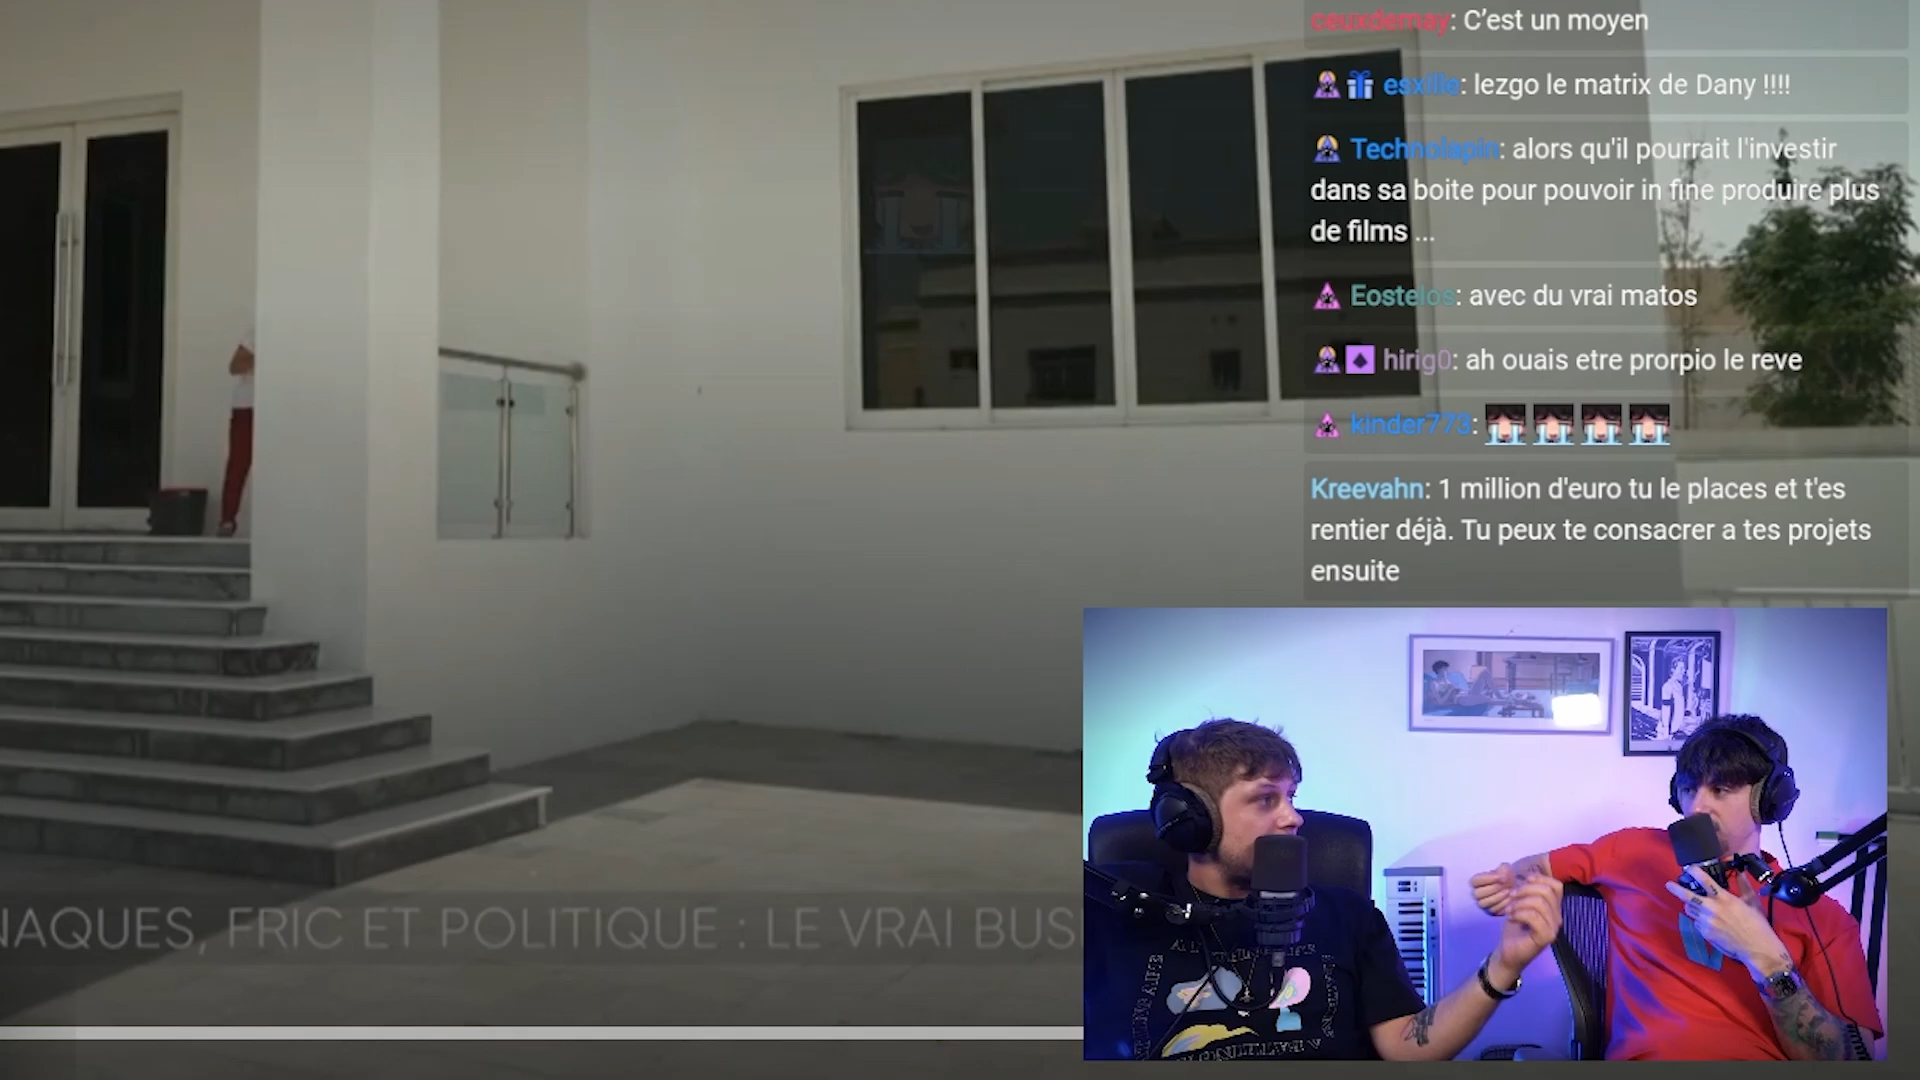 ceuxdemay: C'est un moyen
esxille: lezgo le matrix de Dany !!!!
Technolapin: alors qu'il pourrait l'investir
dans sa boite pour pouvoir in fine produire plus
de films ...
Eostelos: avec du vrai matos
hirig0: ah ouais etre prorpio le reve
kinder773:
Kreevahn: 1 million d'euro tu le places et t'es
rentier déjà. Tu peux te consacrer a tes projets
ensuite
NAQUES, FRIC ET POLITIQUE : LE VRAI BUSI